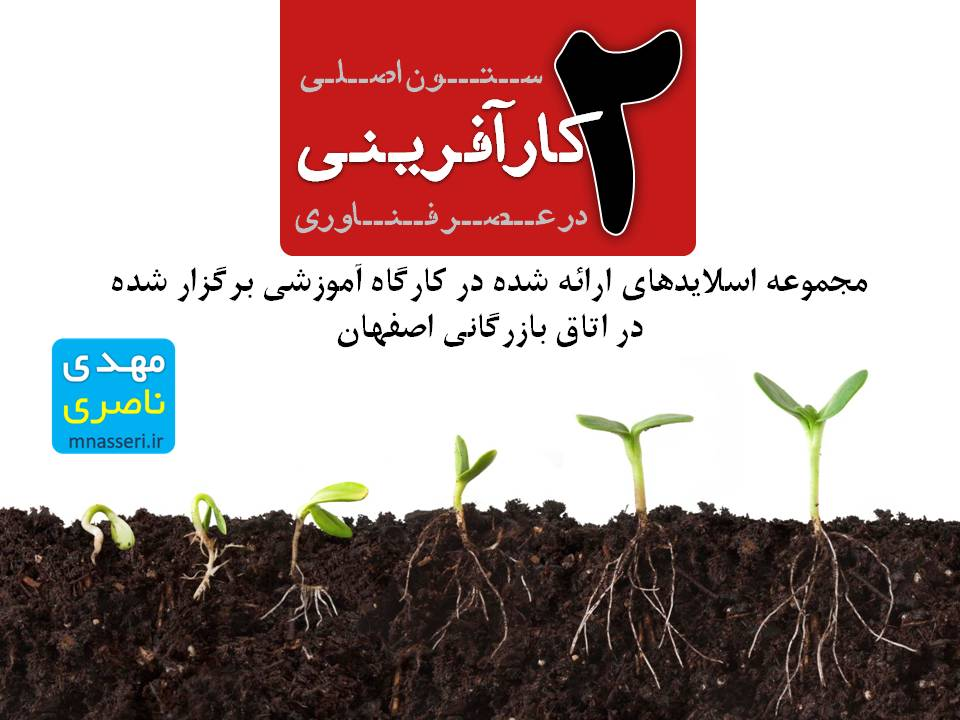 ۲
ستون اصلی
کارآفرینی
در عصر فناوری
مجموعه اسلایدهای ارائه شده در کارگاه آموزشی برگزار شده
در اتاق بازرگانی اصفهان
مهدی
ناصری
mnasseri.ir